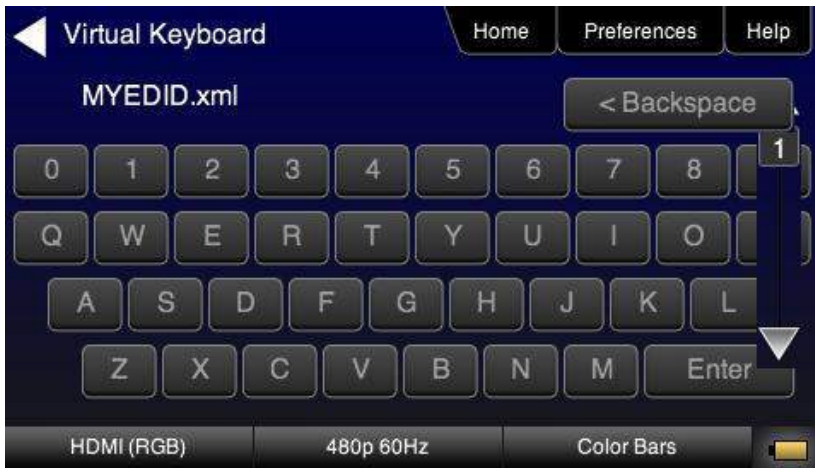 Virtual Keyboard Home Preferences Help
MYEDID.xml < Backspace
1
0 1 2 3 4 5 6 7 8
Q W E R T Y U I O
A S D F G H J K L
Z X C V B N M Enter
HDMI (RGB) 480p 60Hz Color Bars